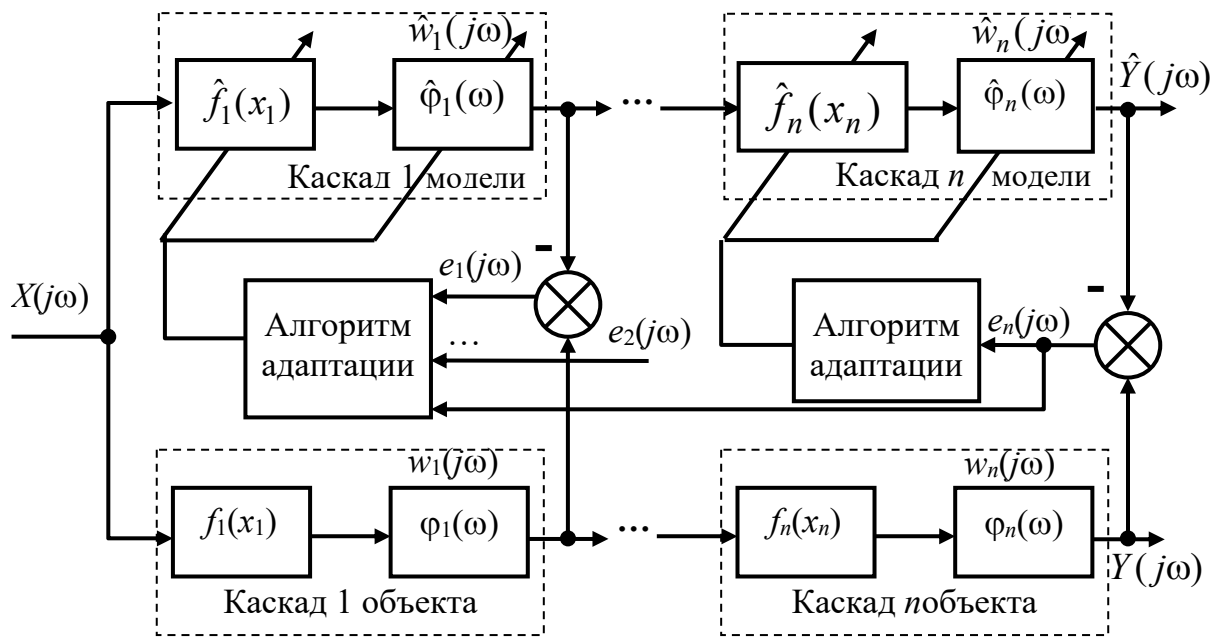 ŵ₁(jω)
ŵₙ(jω
f̂₁(x₁)
φ̂₁(ω)
...
f̂ₙ(xₙ)
φ̂ₙ(ω)
Ŷ(jω)
Каскад 1 модели
Каскад n модели
X(jω)
Алгоритм
адаптации
e₁(jω)
-
...
e₂(jω)
Алгоритм
адаптации
eₙ(jω)
-
w₁(jω)
wₙ(jω)
f₁(x₁)
φ₁(ω)
...
fₙ(xₙ)
φₙ(ω)
Y(jω)
Каскад 1 объекта
Каскад nобъекта